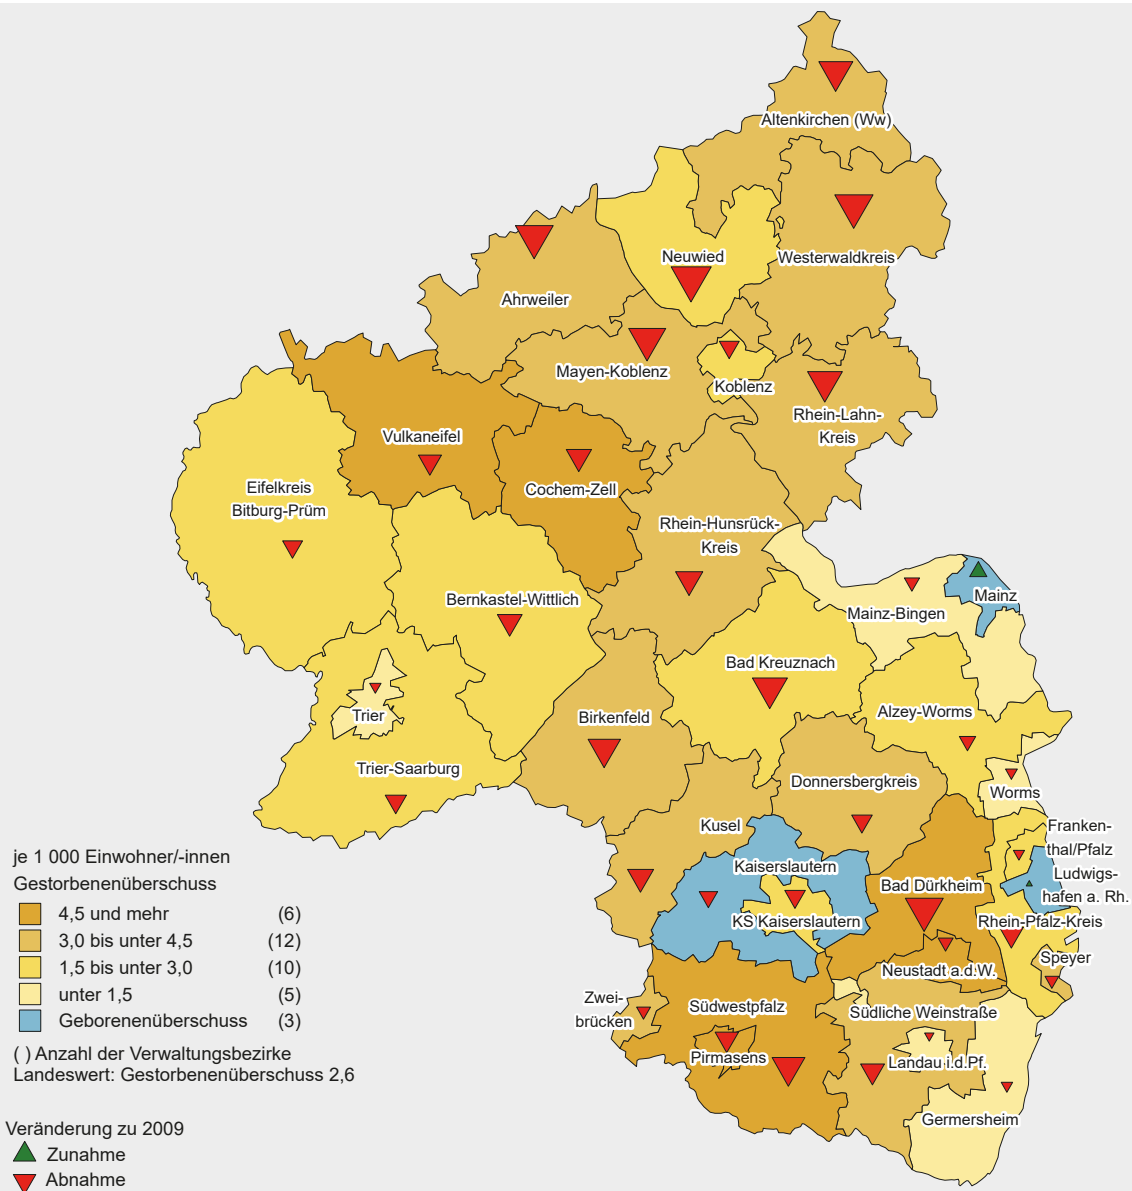 Altenkirchen (Ww)
Neuwied
Westerwaldkreis
Ahrweiler
Mayen-Koblenz
Koblenz
Rhein-Lahn-
Kreis
Vulkaneifel
Cochem-Zell
Eifelkreis
Bitburg-Prüm
Rhein-Hunsrück-
Kreis
Bernkastel-Wittlich
Mainz
Mainz-Bingen
Bad Kreuznach
Trier
Birkenfeld
Alzey-Worms
Trier-Saarburg
Donnersbergkreis
Worms
Kusel
Franken-
thal/Pfalz
Kaiserslautern
Ludwigs-
hafen a. Rh.
Bad Dürkheim
KS Kaiserslautern
Rhein-Pfalz-Kreis
Neustadt a.d.W.
Speyer
Zwei-
brücken
Südwestpfalz
Südliche Weinstraße
Pirmasens
Landau i.d.Pf.
Germersheim
je 1 000 Einwohner/-innen
Gestorbenenüberschuss
4,5 und mehr (6)
3,0 bis unter 4,5 (12)
1,5 bis unter 3,0 (10)
unter 1,5 (5)
Geborenenüberschuss (3)
( ) Anzahl der Verwaltungsbezirke
Landeswert: Gestorbenenüberschuss 2,6
Veränderung zu 2009
Zunahme
Abnahme